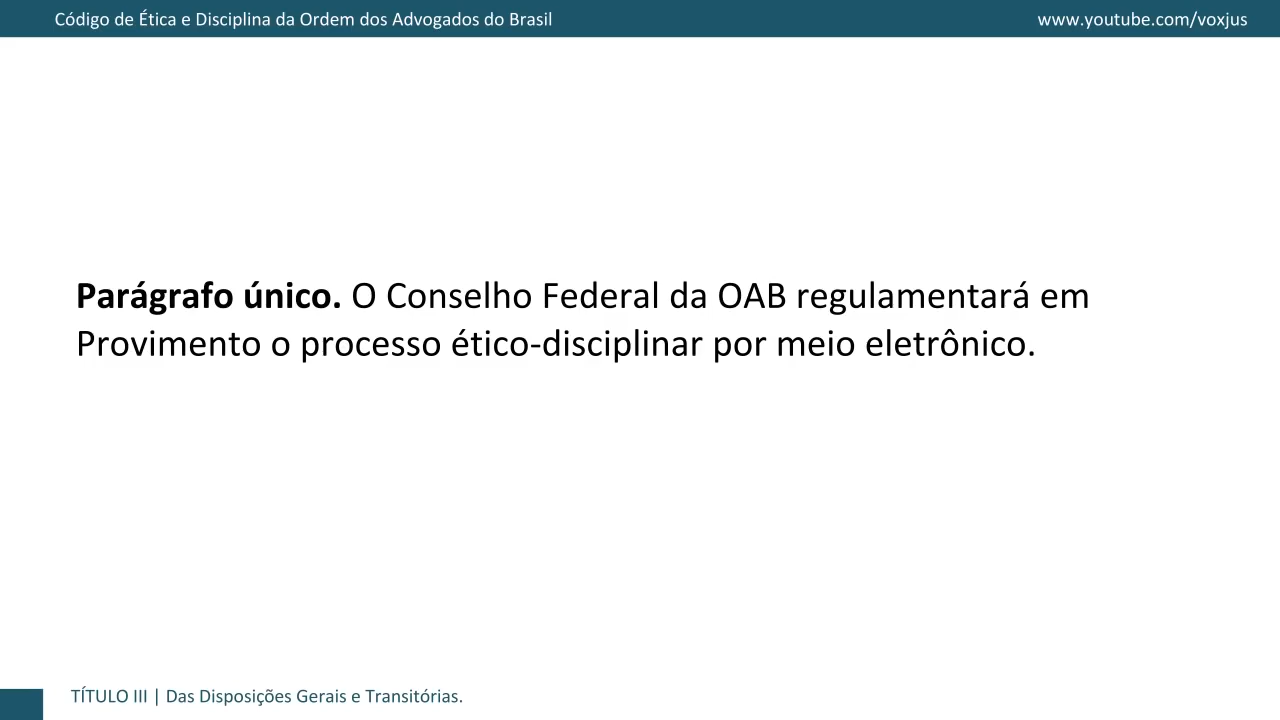 Código de Ética e Disciplina da Ordem dos Advogados do Brasil
www.youtube.com/voxjus
Parágrafo único. O Conselho Federal da OAB regulamentará em
Provimento o processo ético-disciplinar por meio eletrônico.
TÍTULO III | Das Disposições Gerais e Transitórias.